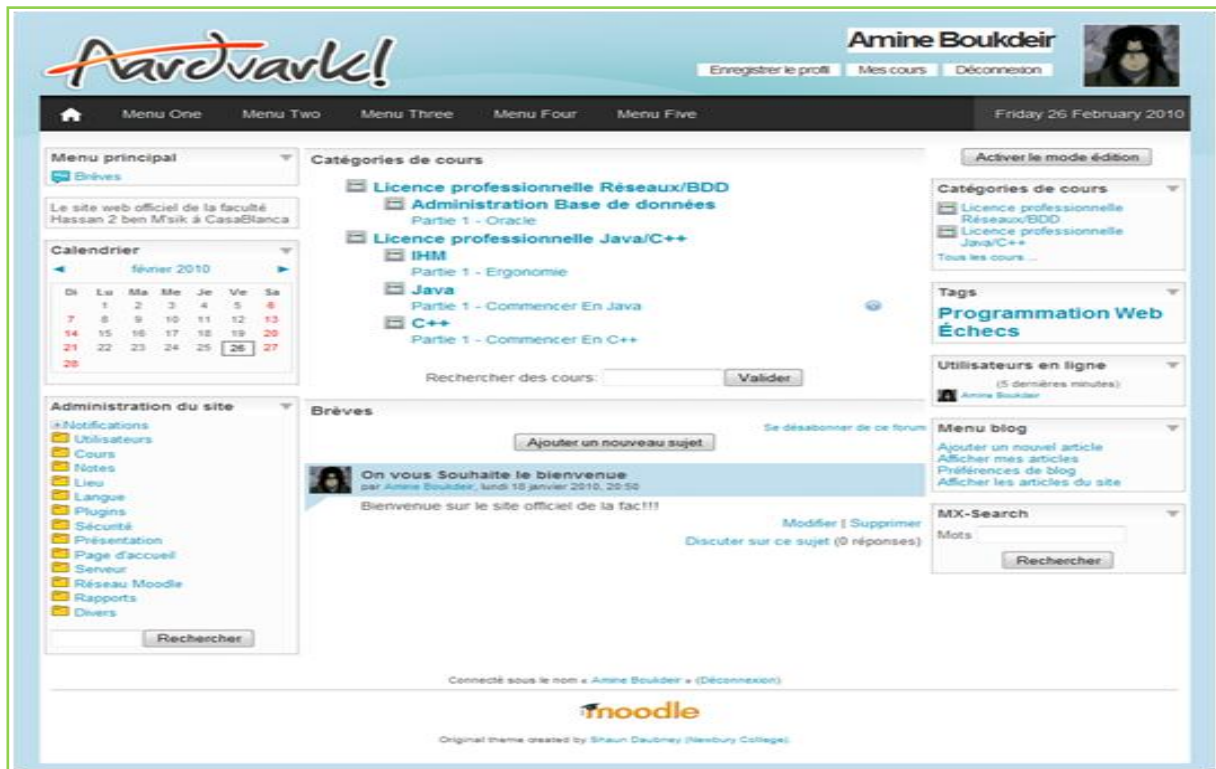 Aardvark!
Amine Boukdeir
Enregistrer le profil Mes cours Déconnexion
Menu One Menu Two Menu Three Menu Four Menu Five Friday 26 February 2010
Menu principal
Brèves
Le site web officiel de la faculté
Hassan 2 ben M'sik à CasaBlanca
Calendrier
◄ février 2010 ►
Di Lu Ma Me Je Ve Sa
1 2 3 4 5 6
7 8 9 10 11 12 13
14 15 16 17 18 19 20
21 22 23 24 25 26 27
28
Administration du site
Notifications
Utilisateurs
Cours
Notes
Lieu
Langue
Plugins
Sécurité
Présentation
Page d'accueil
Serveur
Réseau Moodle
Rapports
Divers
Rechercher
Catégories de cours
Licence professionnelle Réseaux/BDD
Administration Base de données
Partie 1 - Oracle
Licence professionnelle Java/C++
IHM
Partie 1 - Ergonomie
Java
Partie 1 - Commencer En Java
C++
Partie 1 - Commencer En C++
Rechercher des cours: Valider
Brèves
Se désabonner de ce forum
Ajouter un nouveau sujet
On vous Souhaite le bienvenue
par Amine Boukdeir, lundi 18 janvier 2010, 20:50
Bienvenue sur le site officiel de la fac!!!
Modifier | Supprimer
Discuter sur ce sujet (0 réponses)
Activer le mode édition
Catégories de cours
Licence professionnelle
Réseaux/BDD
Licence professionnelle
Java/C++
Tous les cours...
Tags
Programmation Web
Échecs
Utilisateurs en ligne
(5 dernières minutes)
Amine Boukdeir
Menu blog
Ajouter un nouvel article
Afficher mes articles
Préférences de blog
Afficher les articles du site
MX-Search
Mots
Rechercher
Connecté sous le nom « Amine Boukdeir » (Déconnexion)
moodle
Original theme created by Shaun Daubney (Newbury College).